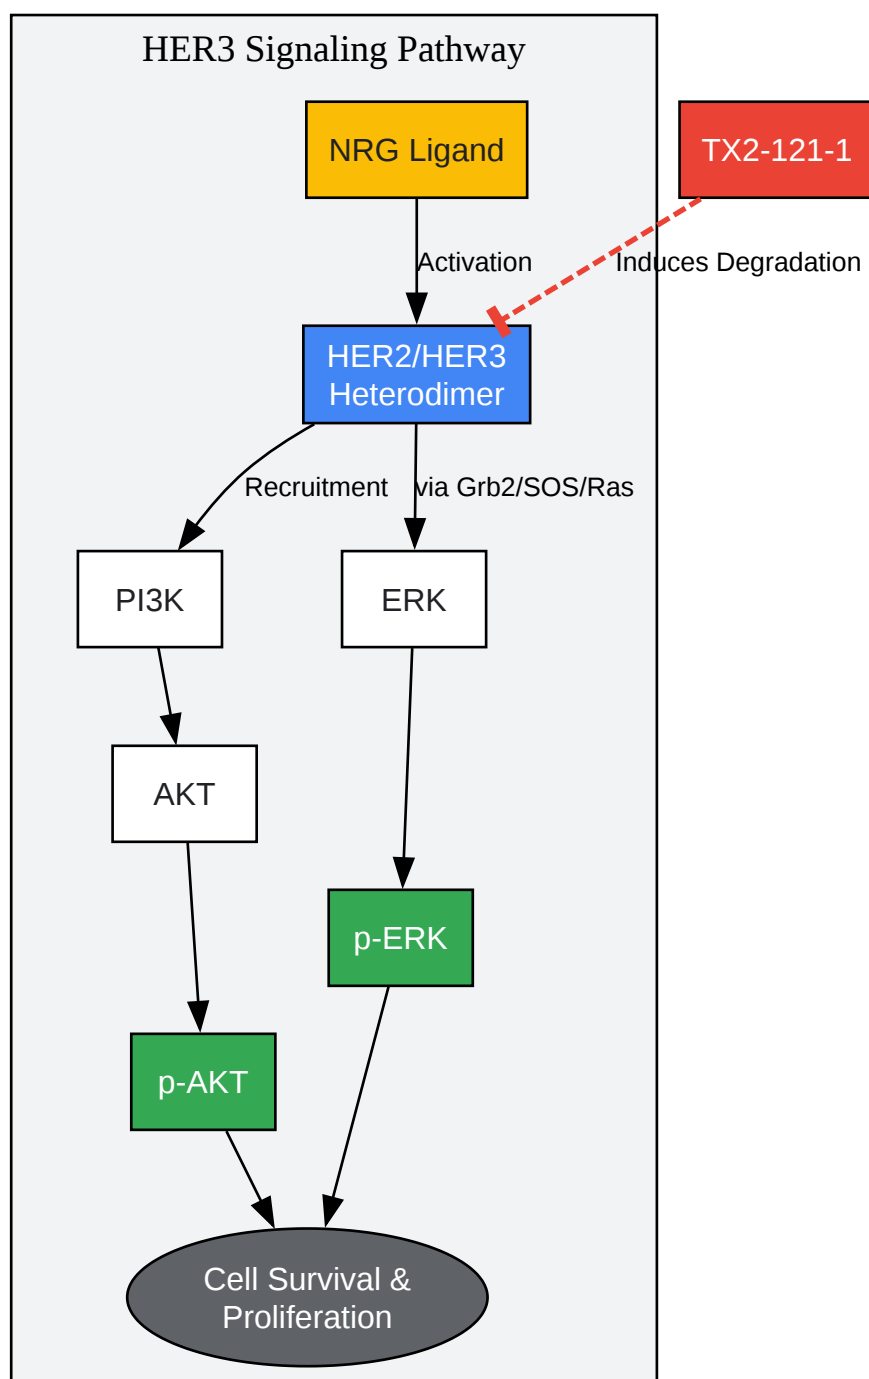 HER3 Signaling Pathway
NRG Ligand
TX2-121-1
Activation
Induces Degradation
HER2/HER3
Heterodimer
Recruitment
via Grb2/SOS/Ras
PI3K
ERK
AKT
p-ERK
p-AKT
Cell Survival &
Proliferation